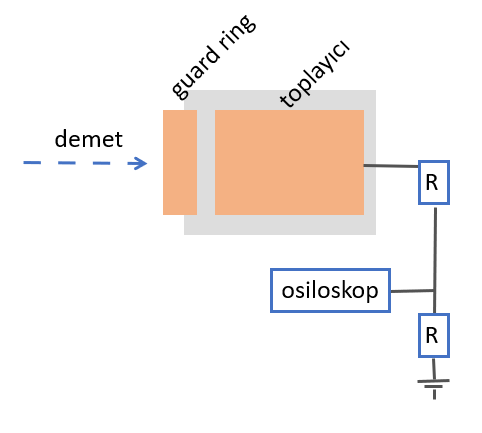 guard ring
toplayıcı
demet
R
osiloskop
R